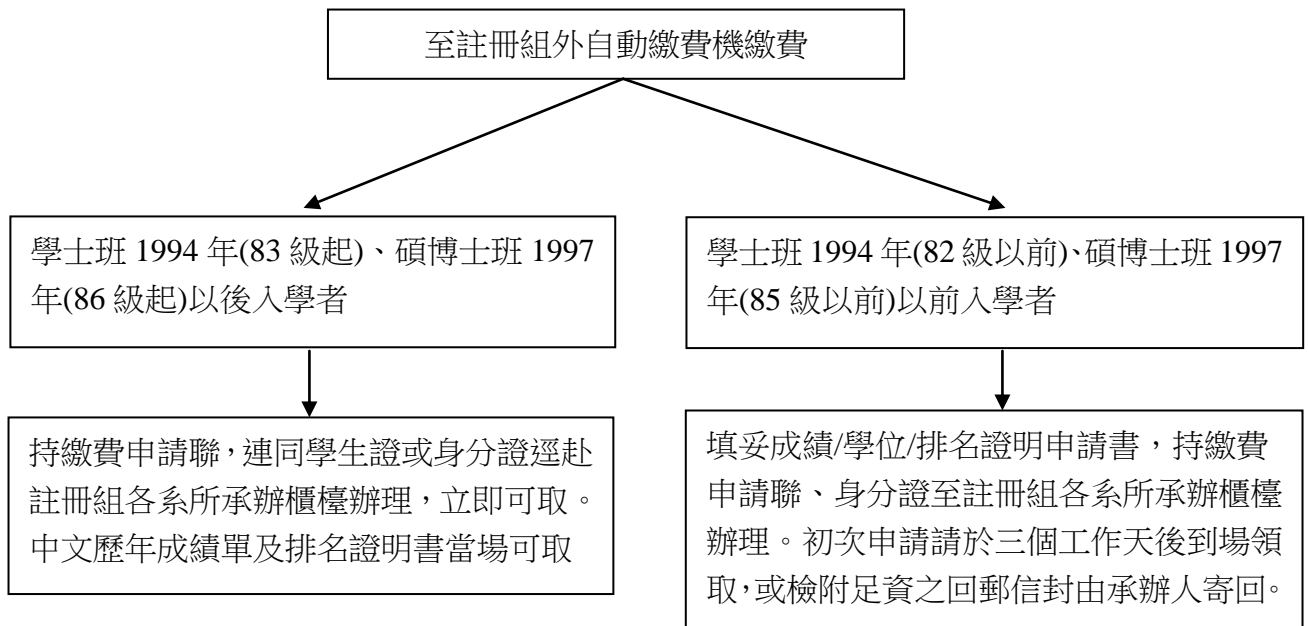 至註冊組外自動繳費機繳費
學士班 1994 年(83 級起)、碩博士班 1997
年(86 級起)以後入學者
學士班 1994 年(82 級以前)、碩博士班 1997
年(85 級以前)以前入學者
持繳費申請聯，連同學生證或身分證逕赴
註冊組各系所承辦櫃檯辦理，立即可取。
中文歷年成績單及排名證明書當場可取
填妥成績/學位/排名證明申請書，持繳費
申請聯、身分證至註冊組各系所承辦櫃檯
辦理。初次申請請於三個工作天後到場領
取，或檢附足資之回郵信封由承辦人寄回。